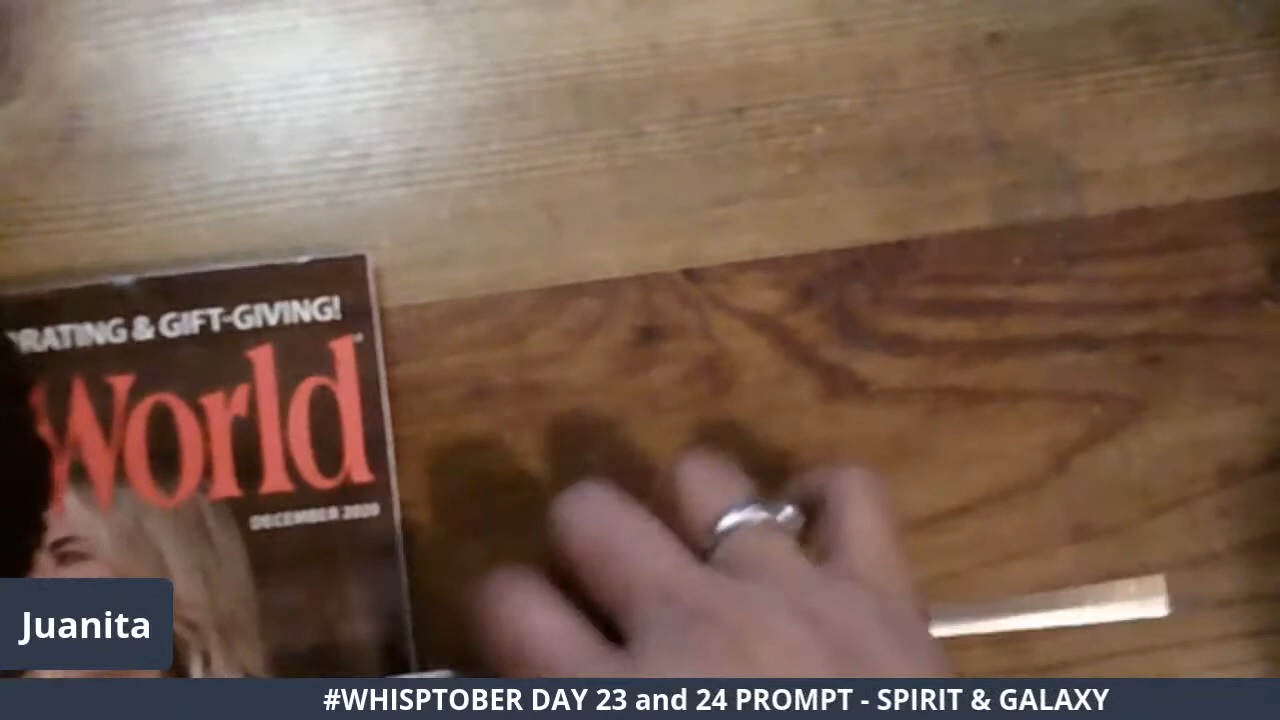 RATING & GIFT-GIVING!
World
DECEMBER 2020
Juanita
#WHISPTOBER DAY 23 and 24 PROMPT - SPIRIT & GALAXY